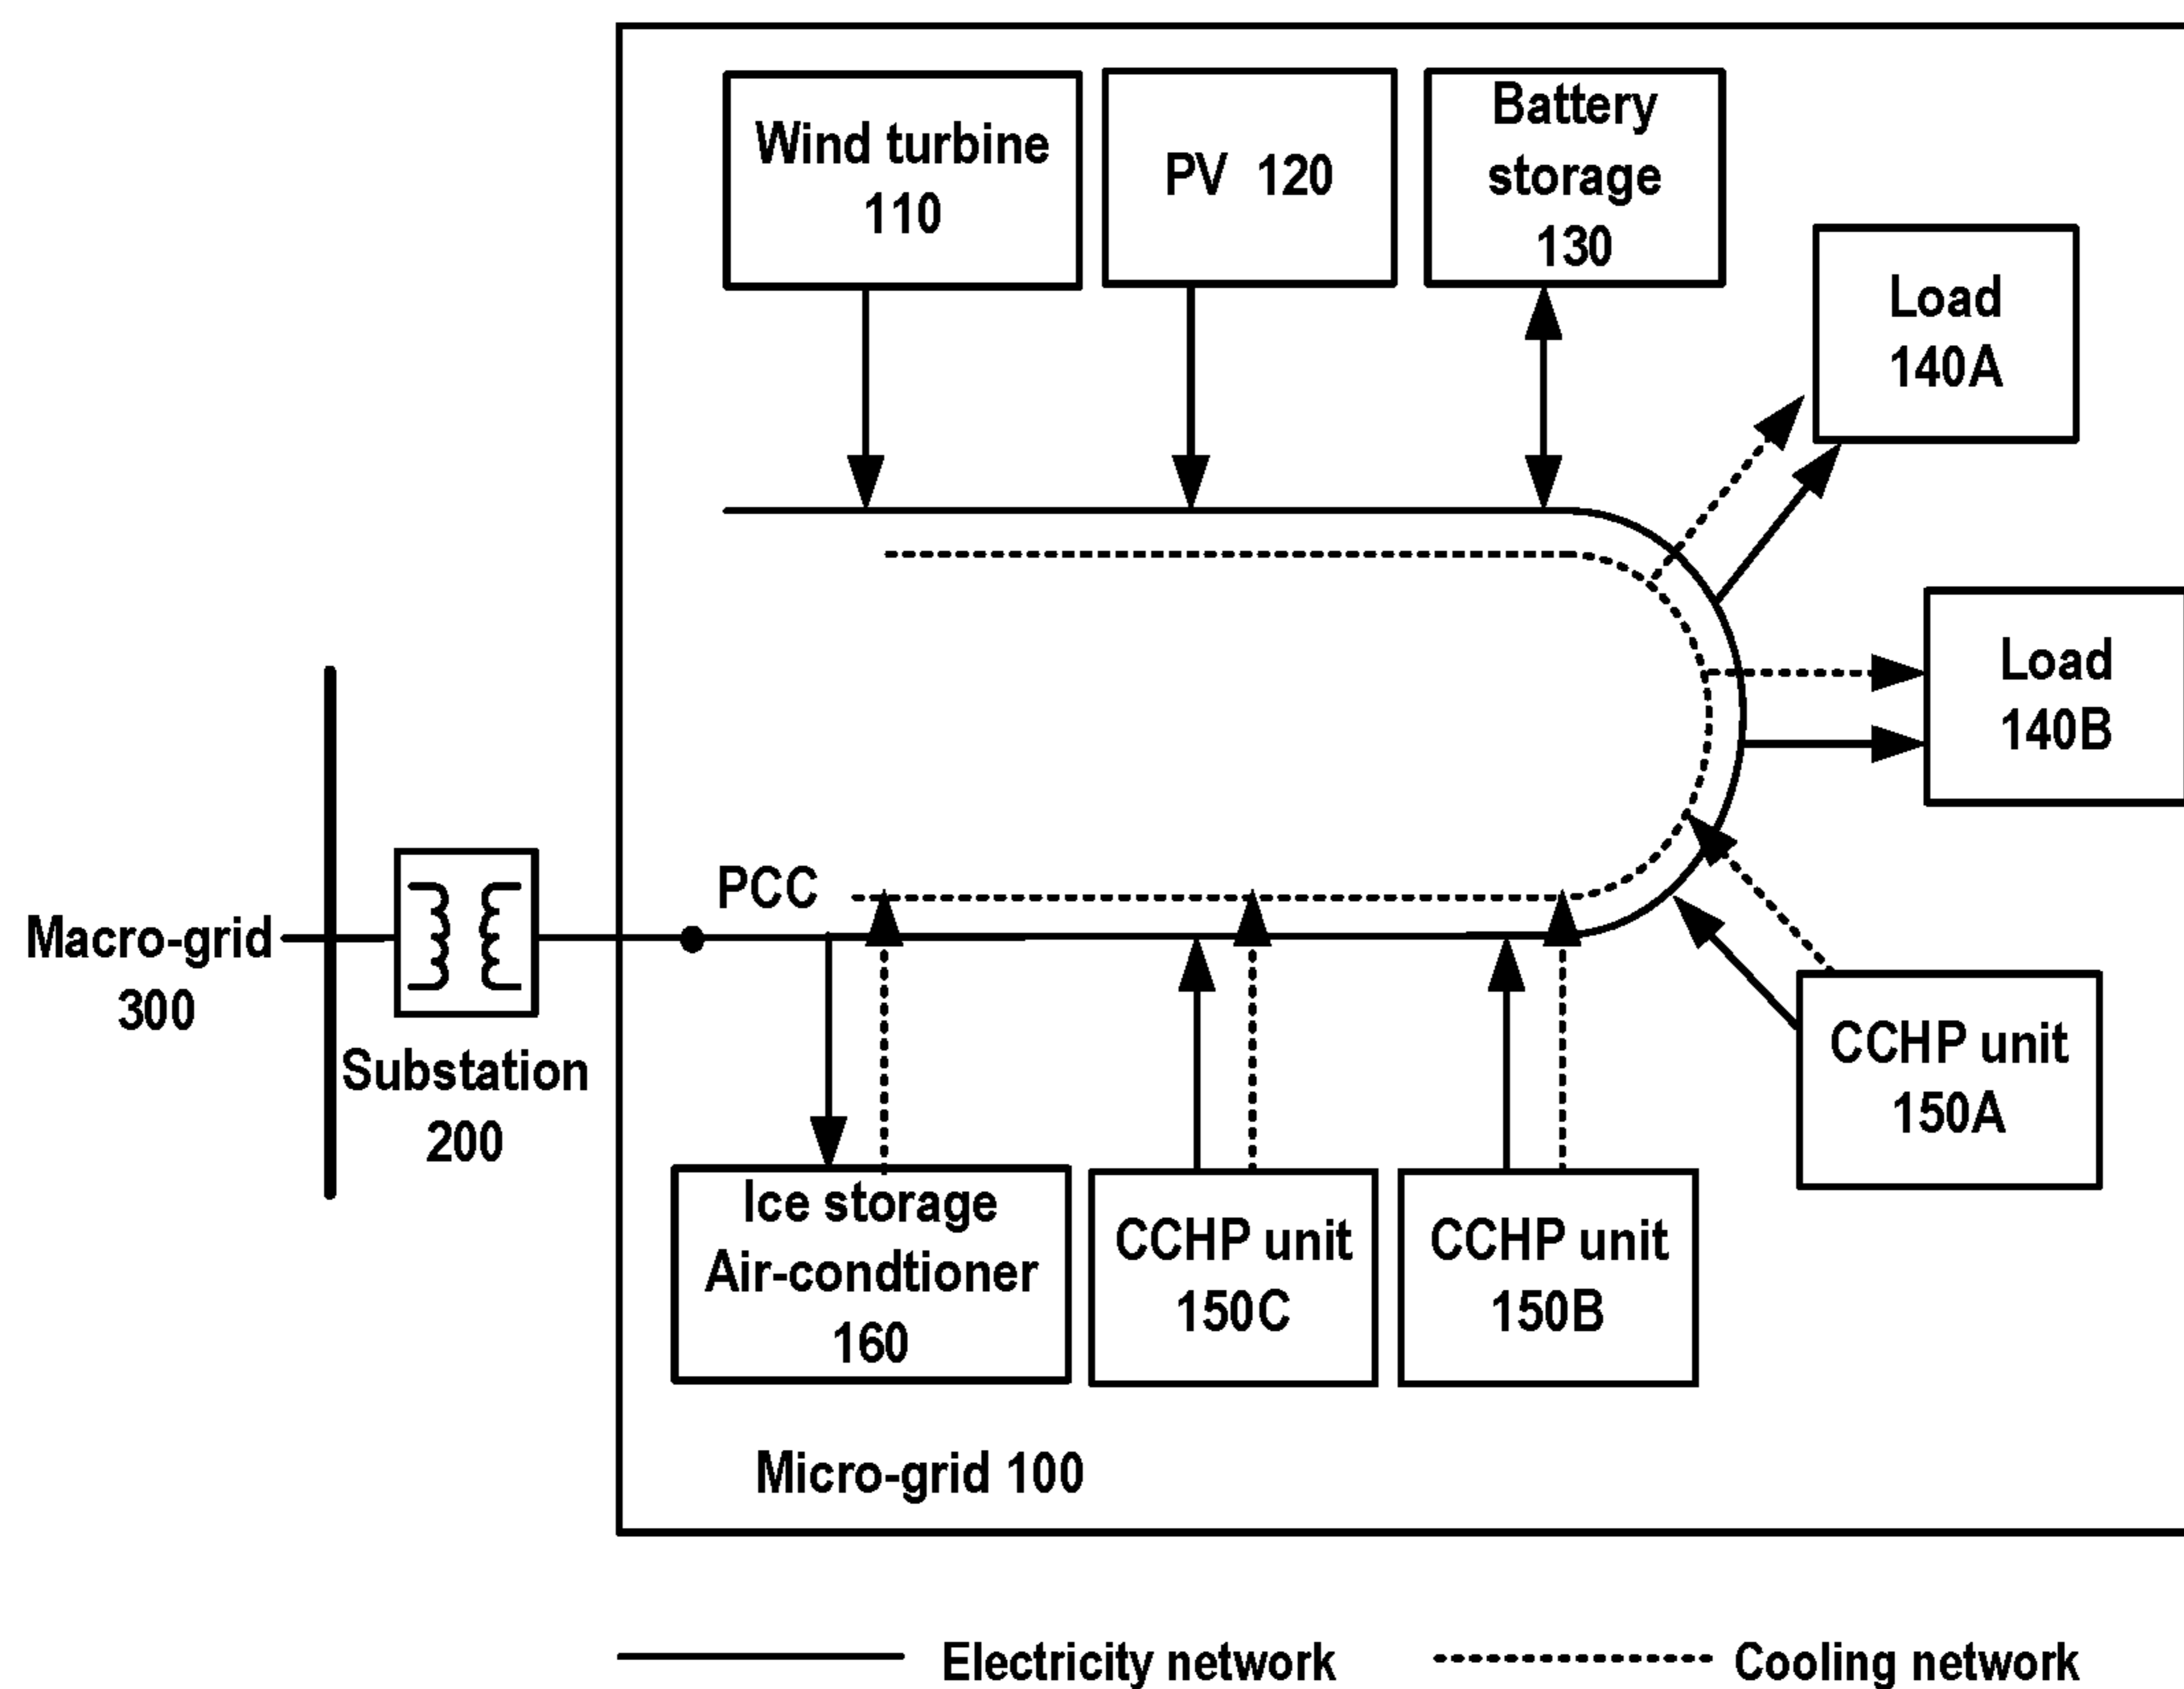 Wind turbine
110
PV 120
Battery
storage
130
Load
140A
Load
140B
PCC
Macro-grid
300
Substation
200
CCHP unit
150A
Ice storage
Air-condtioner
160
CCHP unit
150C
CCHP unit
150B
Micro-grid 100
Electricity network
Cooling network